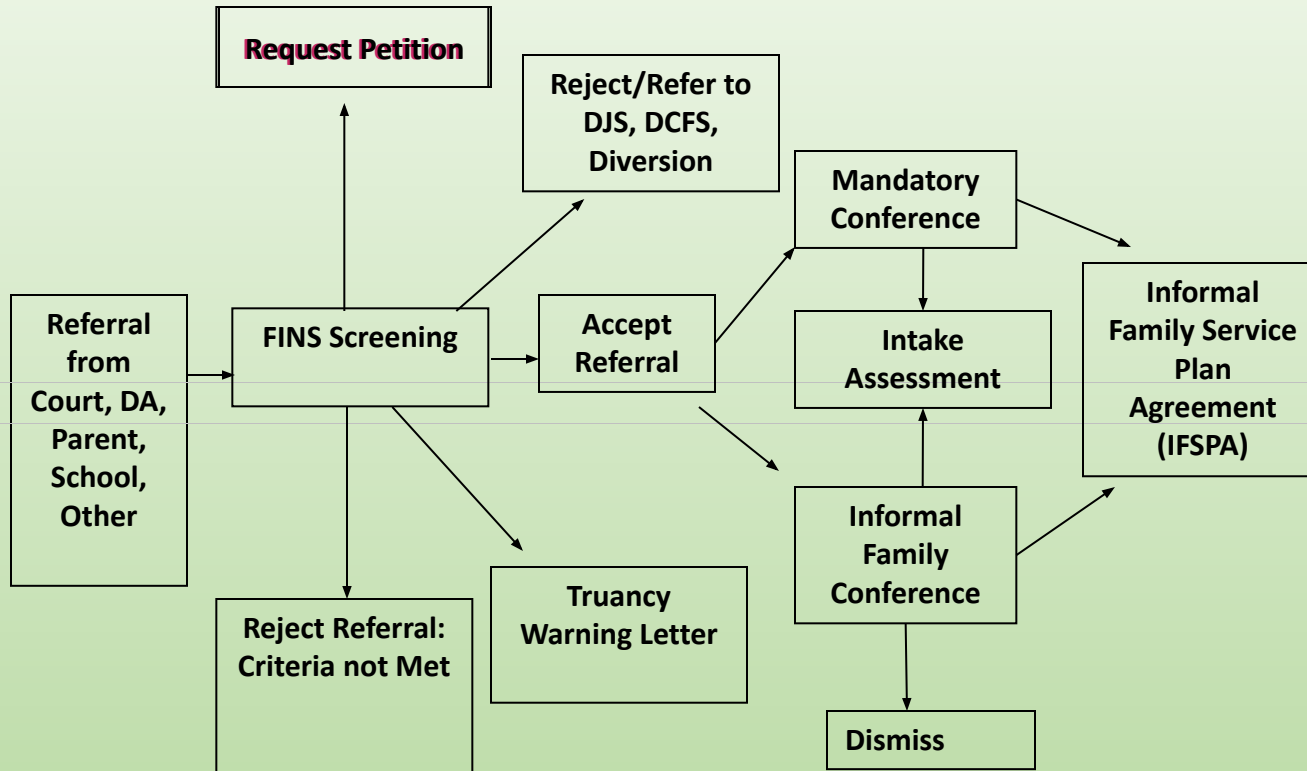 Request Petition
Reject/Refer to
DJS, DCFS,
Diversion
Mandatory
Conference
Referral
from
Court, DA,
Parent,
School,
Other
FINS Screening
Accept
Referral
Intake
Assessment
Informal
Family Service
Plan
Agreement
(IFSPA)
Reject Referral:
Criteria not Met
Truancy
Warning Letter
Informal
Family
Conference
Dismiss